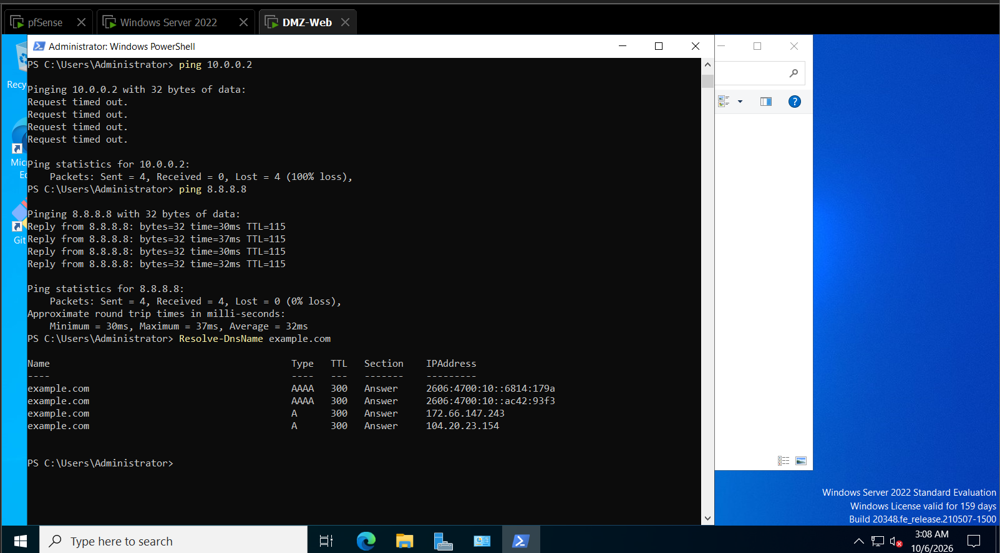 pfSense
Windows Server 2022
DMZ-Web
Administrator: Windows PowerShell
PS C:\Users\Administrator> ping 10.0.0.2
Pinging 10.0.0.2 with 32 bytes of data:
Request timed out.
Request timed out.
Request timed out.
Request timed out.
Ping statistics for 10.0.0.2:
    Packets: Sent = 4, Received = 0, Lost = 4 (100% loss),
PS C:\Users\Administrator> ping 8.8.8.8
Pinging 8.8.8.8 with 32 bytes of data:
Reply from 8.8.8.8: bytes=32 time=30ms TTL=115
Reply from 8.8.8.8: bytes=32 time=37ms TTL=115
Reply from 8.8.8.8: bytes=32 time=30ms TTL=115
Reply from 8.8.8.8: bytes=32 time=32ms TTL=115
Ping statistics for 8.8.8.8:
    Packets: Sent = 4, Received = 4, Lost = 0 (0% loss),
Approximate round trip times in milli-seconds:
    Minimum = 30ms, Maximum = 37ms, Average = 32ms
PS C:\Users\Administrator> Resolve-DnsName example.com
Name Type TTL Section IPAddress
---- ---- --- ------- ---------
example.com AAAA 300 Answer 2606:4700:10::6814:179a
example.com AAAA 300 Answer 2606:4700:10::ac42:93f3
example.com A 300 Answer 172.66.147.243
example.com A 300 Answer 104.20.23.154
PS C:\Users\Administrator>
Recy
Mic
Git
Windows Server 2022 Standard Evaluation
Windows License valid for 159 days
Build 20348.fe_release.210507-1500
Type here to search
3:08 AM
10/6/2026